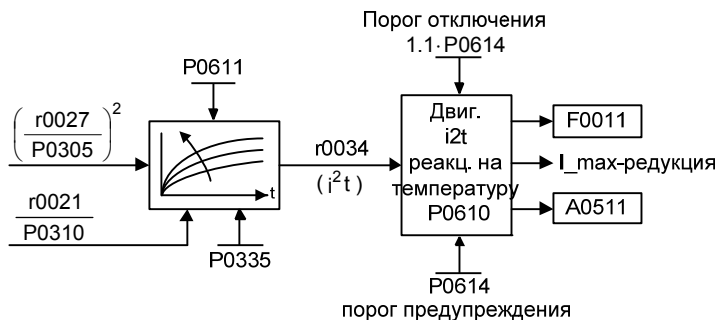 Порог отключения
1.1·P0614
P0611
(r0027/P0305)²
r0021/P0310
t
P0335
r0034
(i²t)
Двиг.
i2t
реакц. на
температуру
P0610
F0011
I_max-редукция
A0511
P0614
порог предупреждения